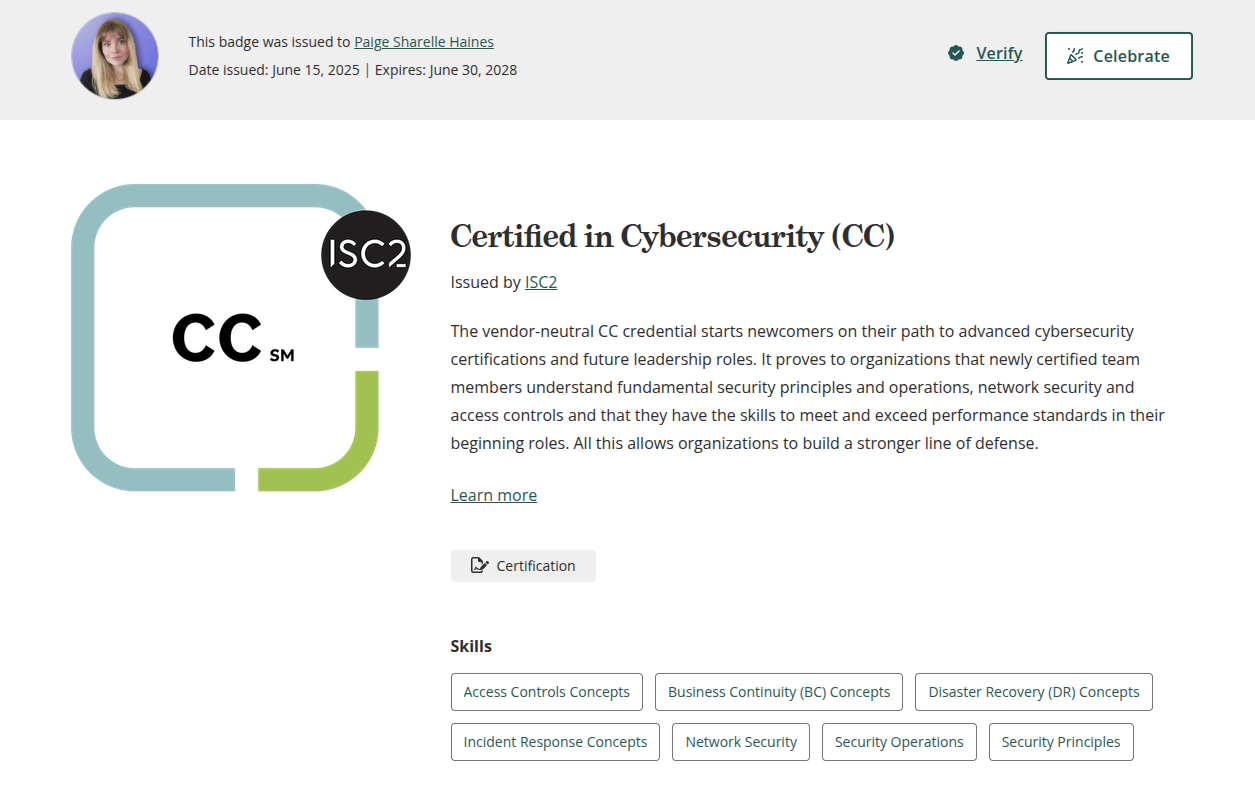 This badge was issued to Paige Sharelle Haines
Date issued: June 15, 2025 | Expires: June 30, 2028
Verify
Celebrate
ISC2
CC SM
Certified in Cybersecurity (CC)
Issued by ISC2
The vendor-neutral CC credential starts newcomers on their path to advanced cybersecurity
certifications and future leadership roles. It proves to organizations that newly certified team
members understand fundamental security principles and operations, network security and
access controls and that they have the skills to meet and exceed performance standards in their
beginning roles. All this allows organizations to build a stronger line of defense.
Learn more
Certification
Skills
Access Controls Concepts
Business Continuity (BC) Concepts
Disaster Recovery (DR) Concepts
Incident Response Concepts
Network Security
Security Operations
Security Principles